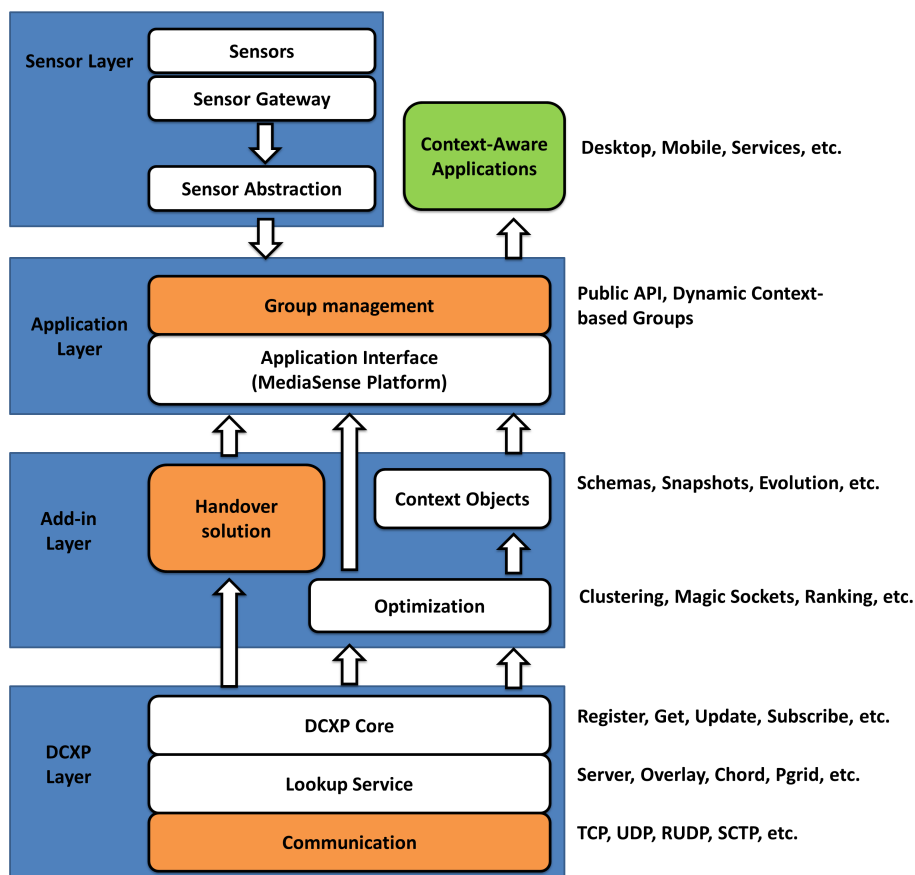 Sensor Layer
Sensors
Sensor Gateway
Sensor Abstraction
Context-Aware
Applications
Desktop, Mobile, Services, etc.
Application
Layer
Group management
Application Interface
(MediaSense Platform)
Public API, Dynamic Context-
based Groups
Add-in
Layer
Handover
solution
Context Objects
Schemas, Snapshots, Evolution, etc.
Optimization
Clustering, Magic Sockets, Ranking, etc.
DCXP
Layer
DCXP Core
Register, Get, Update, Subscribe, etc.
Lookup Service
Server, Overlay, Chord, Pgrid, etc.
Communication
TCP, UDP, RUDP, SCTP, etc.